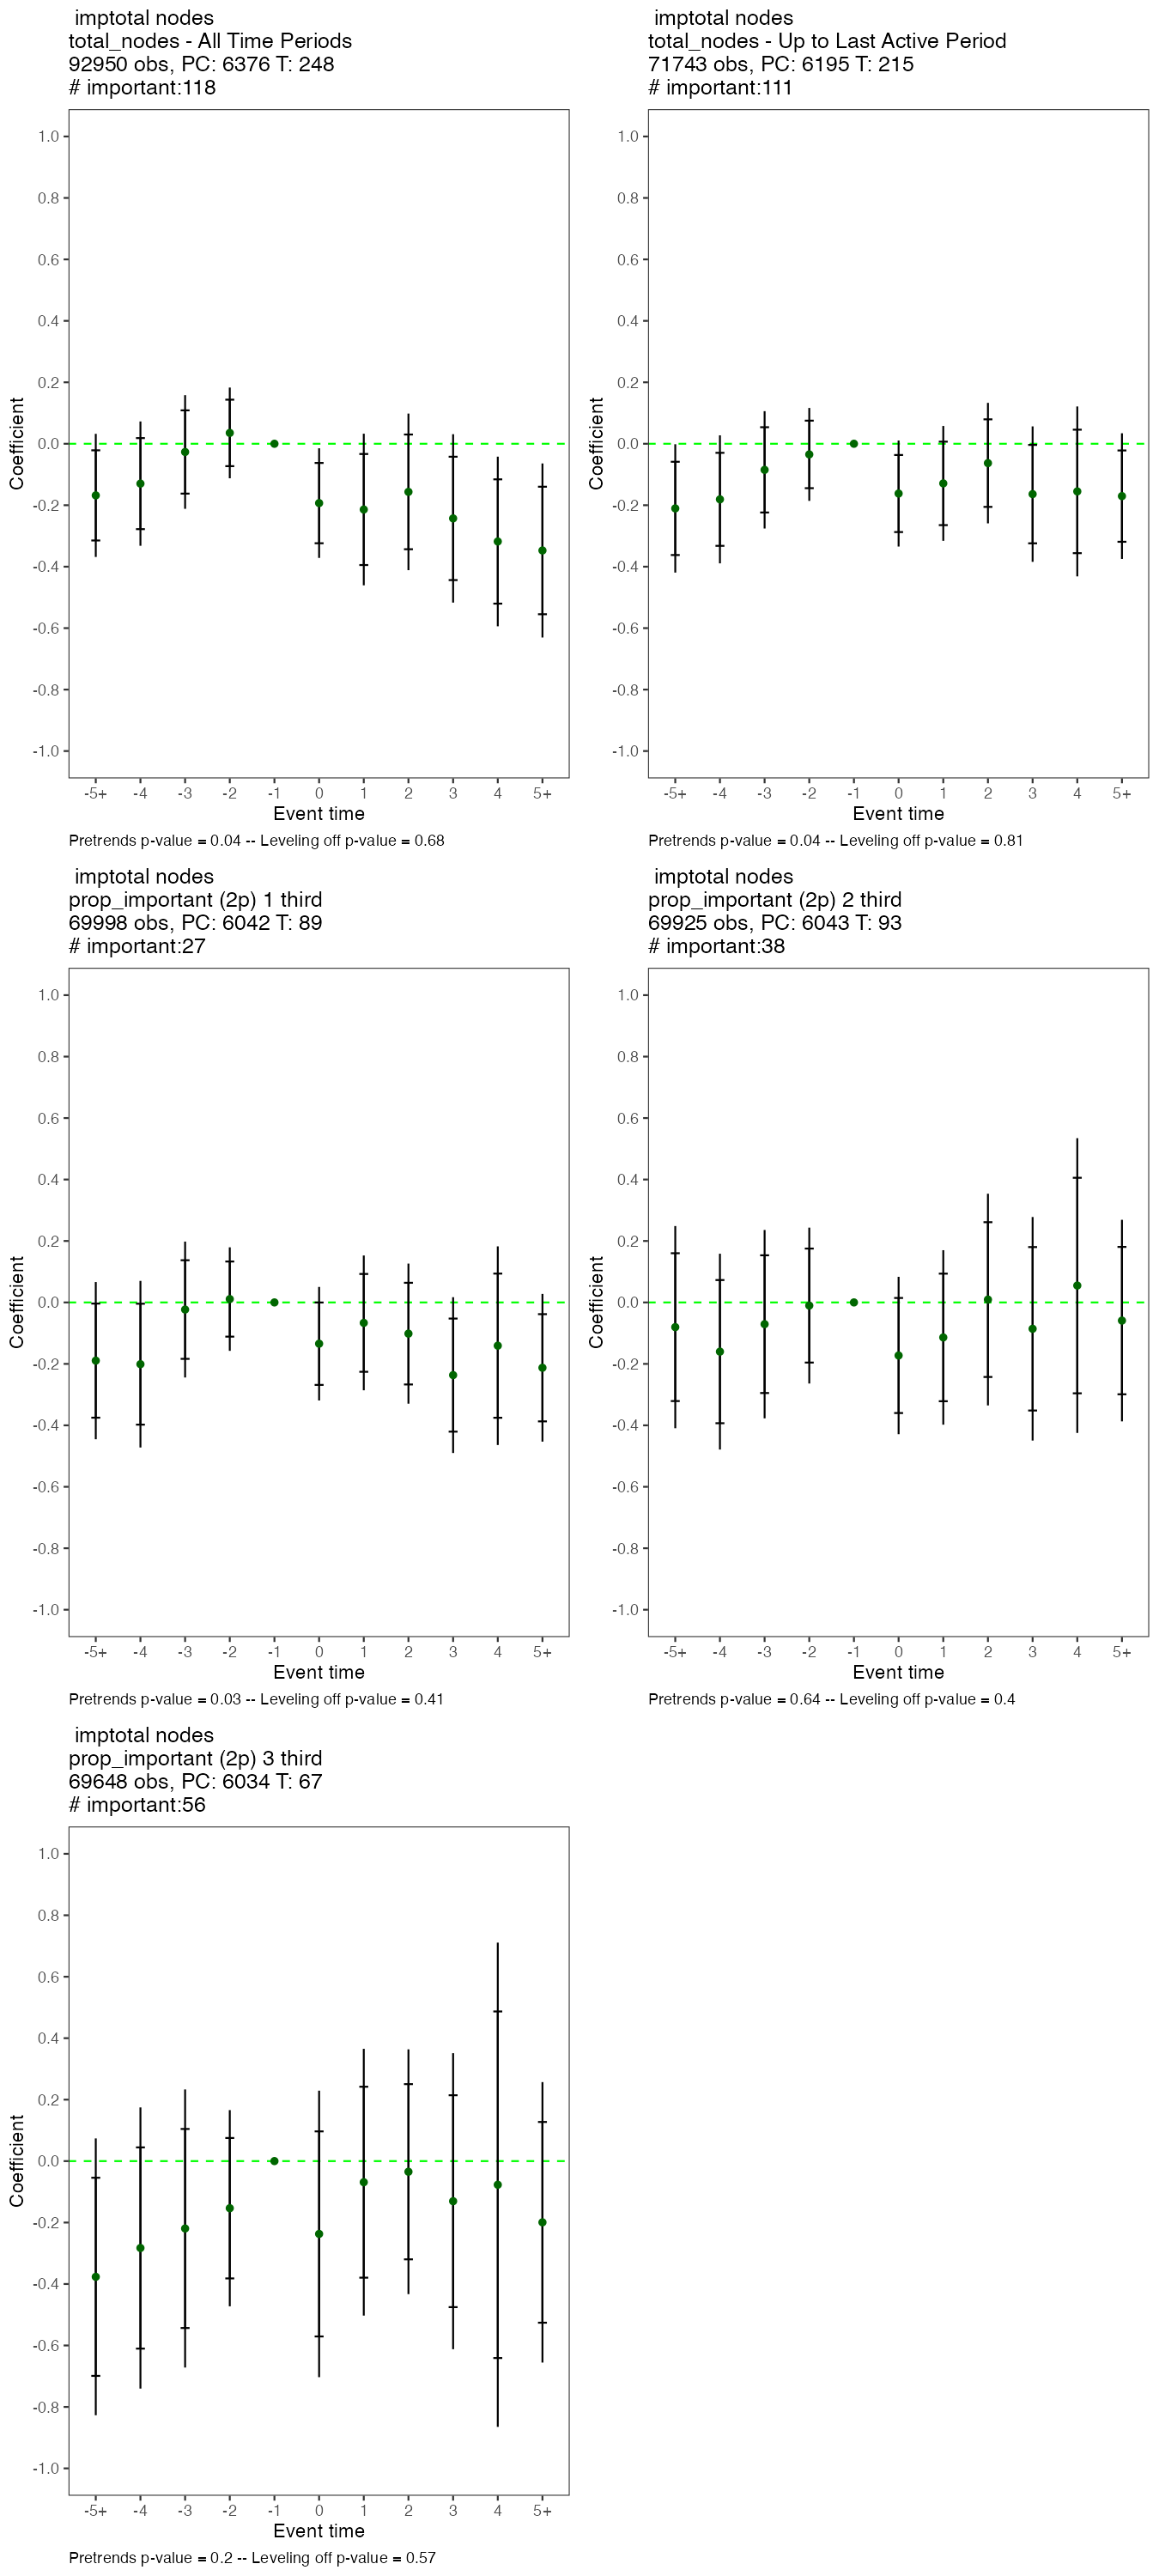 imptotal nodes
total_nodes - All Time Periods
92950 obs, PC: 6376 T: 248
# important:118
1.0
0.8
0.6
0.4
0.2
0.0
-0.2
-0.4
-0.6
-0.8
-1.0
Coefficient
-5+ -4 -3 -2 -1 0 1 2 3 4 5+
Event time
Pretrends p-value = 0.04 -- Leveling off p-value = 0.68
imptotal nodes
total_nodes - Up to Last Active Period
71743 obs, PC: 6195 T: 215
# important:111
1.0
0.8
0.6
0.4
0.2
0.0
-0.2
-0.4
-0.6
-0.8
-1.0
Coefficient
-5+ -4 -3 -2 -1 0 1 2 3 4 5+
Event time
Pretrends p-value = 0.04 -- Leveling off p-value = 0.81
imptotal nodes
prop_important (2p) 1 third
69998 obs, PC: 6042 T: 89
# important:27
1.0
0.8
0.6
0.4
0.2
0.0
-0.2
-0.4
-0.6
-0.8
-1.0
Coefficient
-5+ -4 -3 -2 -1 0 1 2 3 4 5+
Event time
Pretrends p-value = 0.03 -- Leveling off p-value = 0.41
imptotal nodes
prop_important (2p) 2 third
69925 obs, PC: 6043 T: 93
# important:38
1.0
0.8
0.6
0.4
0.2
0.0
-0.2
-0.4
-0.6
-0.8
-1.0
Coefficient
-5+ -4 -3 -2 -1 0 1 2 3 4 5+
Event time
Pretrends p-value = 0.64 -- Leveling off p-value = 0.4
imptotal nodes
prop_important (2p) 3 third
69648 obs, PC: 6034 T: 67
# important:56
1.0
0.8
0.6
0.4
0.2
0.0
-0.2
-0.4
-0.6
-0.8
-1.0
Coefficient
-5+ -4 -3 -2 -1 0 1 2 3 4 5+
Event time
Pretrends p-value = 0.2 -- Leveling off p-value = 0.57